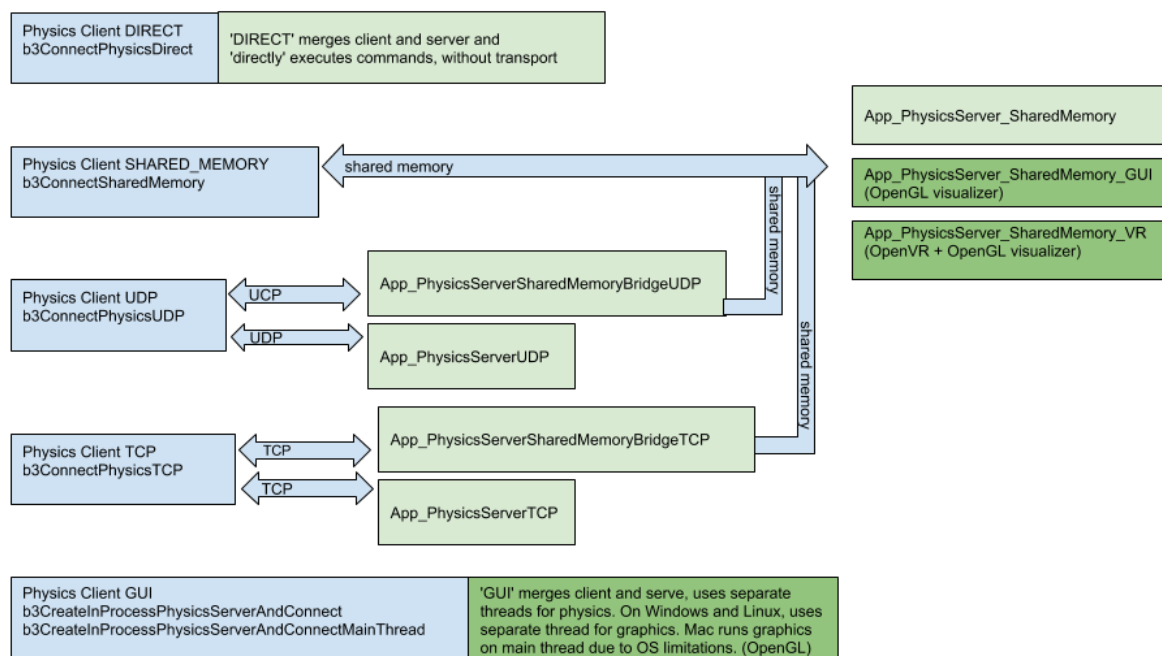 Physics Client DIRECT
b3ConnectPhysicsDirect
'DIRECT' merges client and server and
'directly' executes commands, without transport
App_PhysicsServer_SharedMemory
Physics Client SHARED_MEMORY
b3ConnectSharedMemory
shared memory
App_PhysicsServer_SharedMemory_GUI
(OpenGL visualizer)
App_PhysicsServer_SharedMemory_VR
(OpenVR + OpenGL visualizer)
shared memory
shared memory
Physics Client UDP
b3ConnectPhysicsUDP
UCP
App_PhysicsServerSharedMemoryBridgeUDP
UDP
App_PhysicsServerUDP
Physics Client TCP
b3ConnectPhysicsTCP
TCP
App_PhysicsServerSharedMemoryBridgeTCP
TCP
App_PhysicsServerTCP
Physics Client GUI
b3CreateInProcessPhysicsServerAndConnect
b3CreateInProcessPhysicsServerAndConnectMainThread
'GUI' merges client and serve, uses separate
threads for physics. On Windows and Linux, uses
separate thread for graphics. Mac runs graphics
on main thread due to OS limitations. (OpenGL)